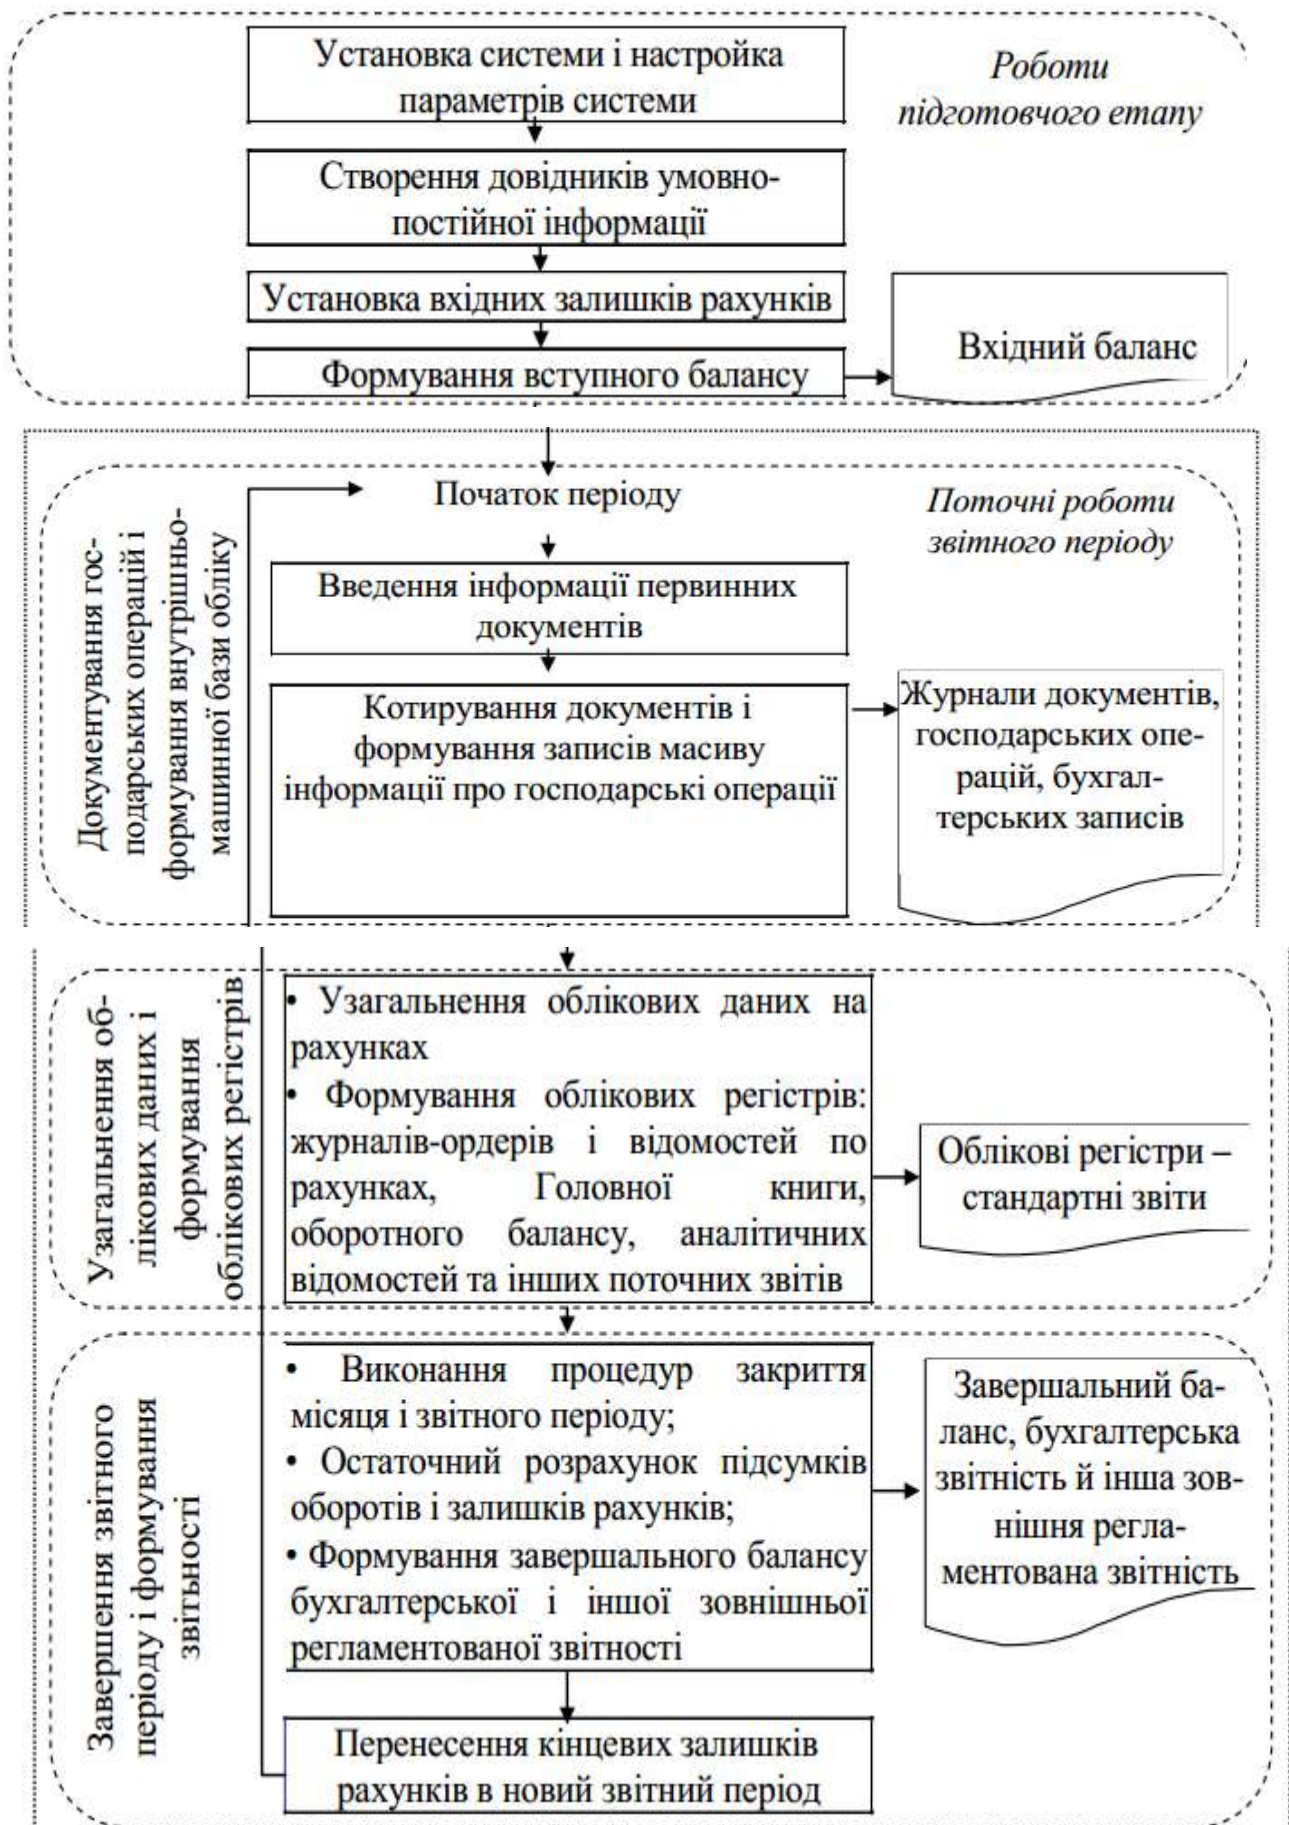 Установка системи і настройка
параметрів системи
Роботи
підготовчого етапу
Створення довідників умовно-
постійної інформації
Установка вхідних залишків рахунків
Формування вступного балансу
Вхідний баланс
Початок періоду
Поточні роботи
звітного періоду
Документування гос-
подарських операцій і
формування внутрішньо-
машинної бази обліку
Введення інформації первинних
документів
Котирування документів і
формування записів масиву
інформації про господарські операції
Журнали документів,
господарських опе-
рацій, бухгал-
терських записів
Узагальнення об-
лікових даних і
формування
облікових регістрів
• Узагальнення облікових даних на
рахунках
• Формування облікових регістрів:
журналів-ордерів і відомостей по
рахунках, Головної книги,
оборотного балансу, аналітичних
відомостей та інших поточних звітів
Облікові регістри –
стандартні звіти
Завершення звітного
періоду і формування
звітьності
• Виконання процедур закриття
місяця і звітного періоду;
• Остаточний розрахунок підсумків
оборотів і залишків рахунків;
• Формування завершального балансу
бухгалтерської і іншої зовнішньої
регламентованої звітності
Завершальний ба-
ланс, бухгалтерська
звітність й інша зов-
нішня регла-
ментована звітність
Перенесення кінцевих залишків
рахунків в новий звітний період